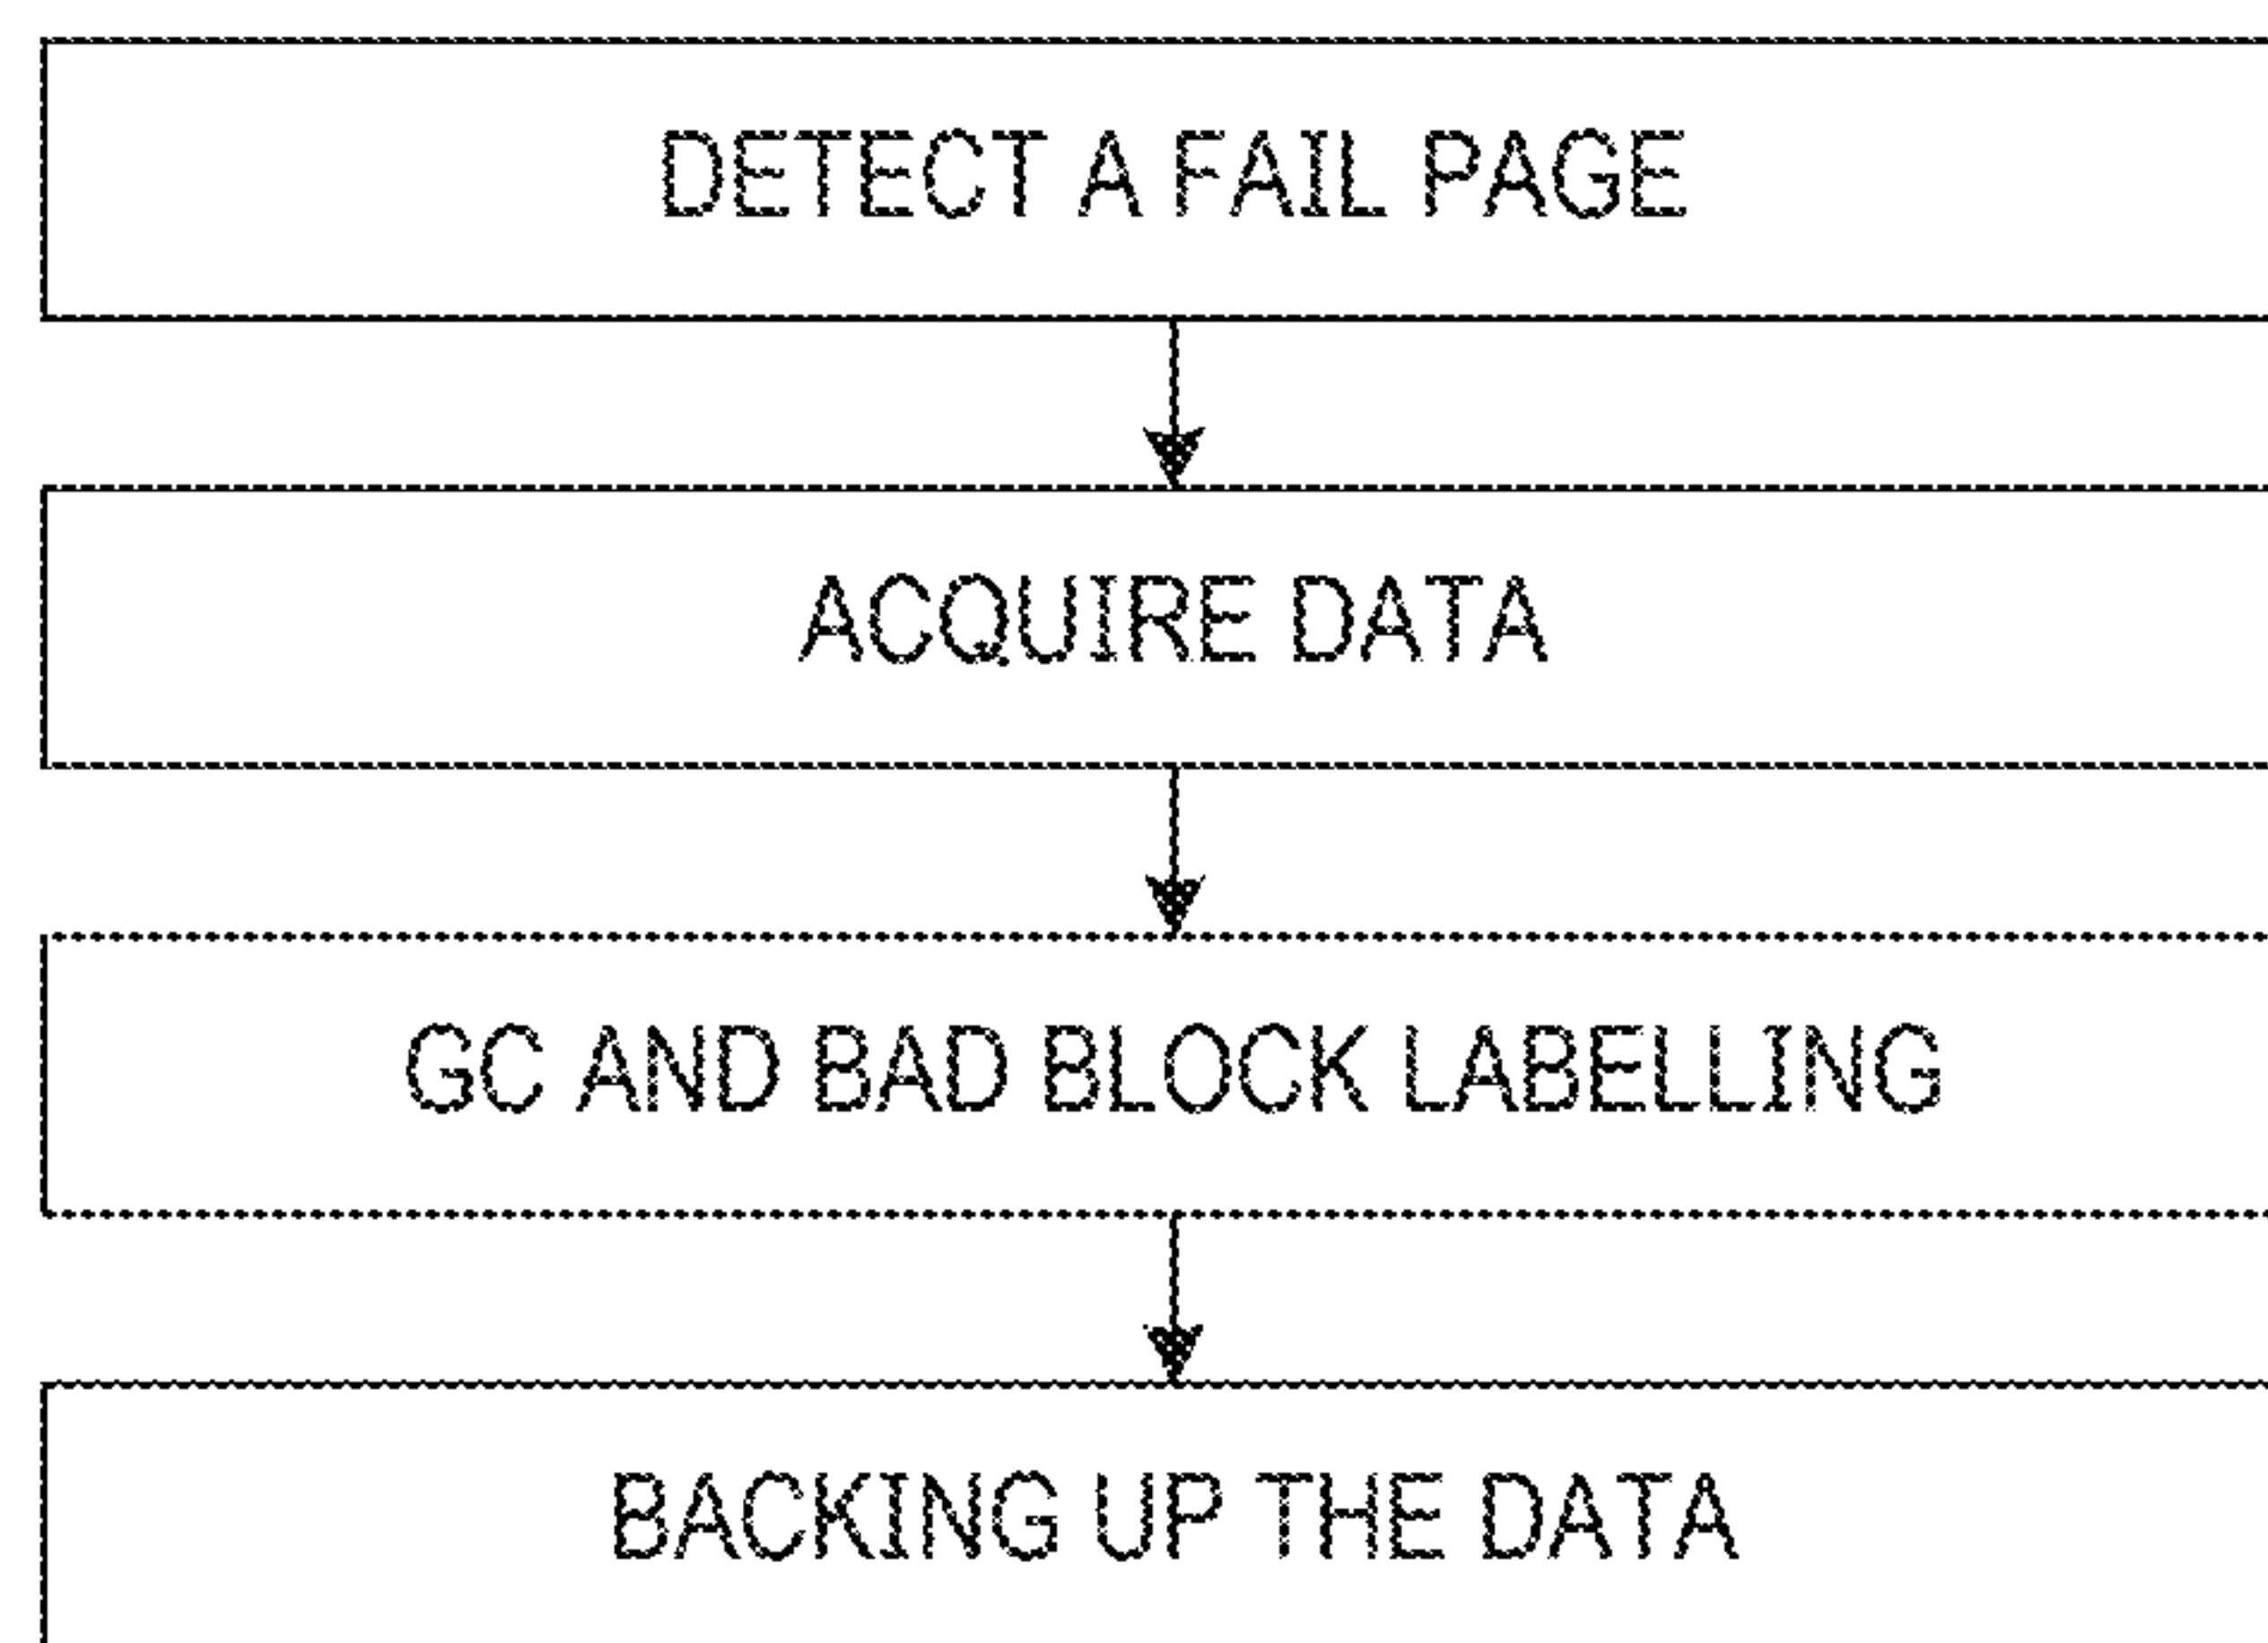 DETECT A FAIL PAGE
ACQUIRE DATA
GC AND BAD BLOCK LABELLING
BACKING UP THE DATA